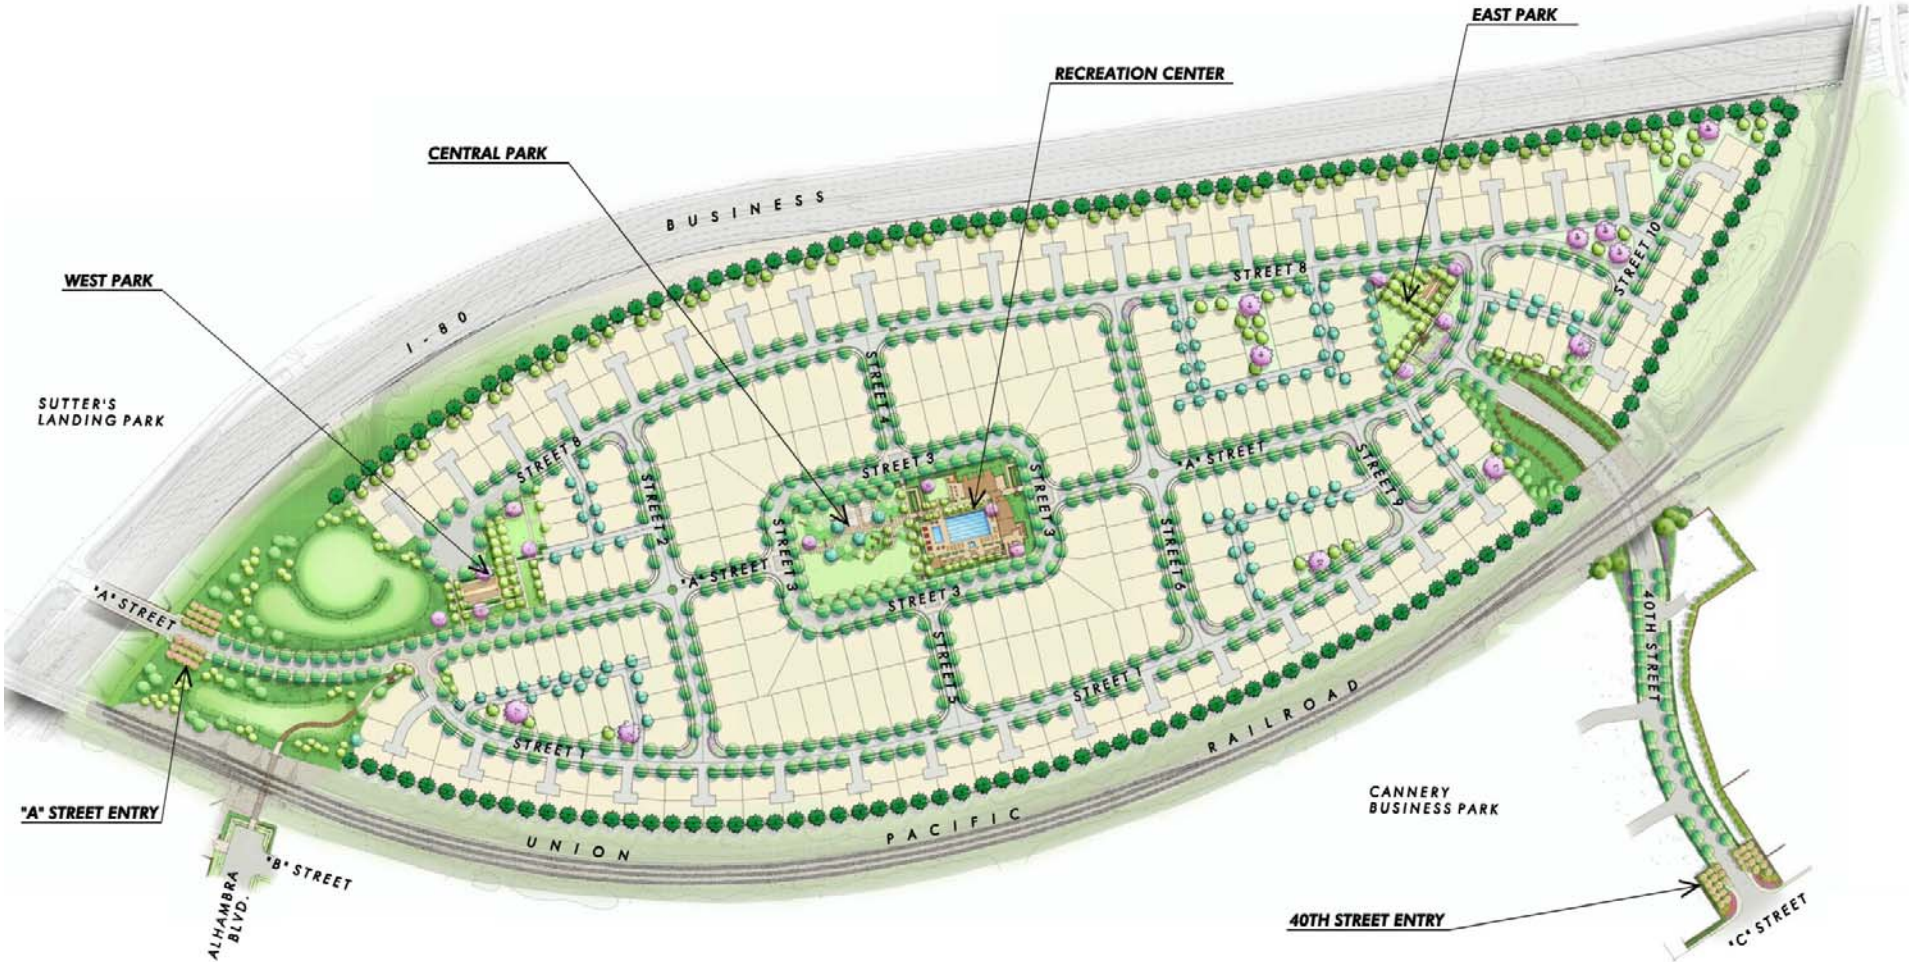 EAST PARK
RECREATION CENTER
CENTRAL PARK
BUSINESS
WEST PARK
I-80
STREET 10
STREET 8
SUTTER'S
LANDING PARK
STREET 4
STREET 8
STREET 3
"A" STREET
STREET 9
STREET 2
STREET 3
STREET 3
"A" STREET
STREET 6
"A" STREET
STREET 3
40TH STREET
STREET 5
STREET 1
STREET 1
RAILROAD
"A" STREET ENTRY
CANNERY
BUSINESS PARK
UNION
PACIFIC
"B" STREET
ALHAMBRA
BLVD.
40TH STREET ENTRY
"C" STREET